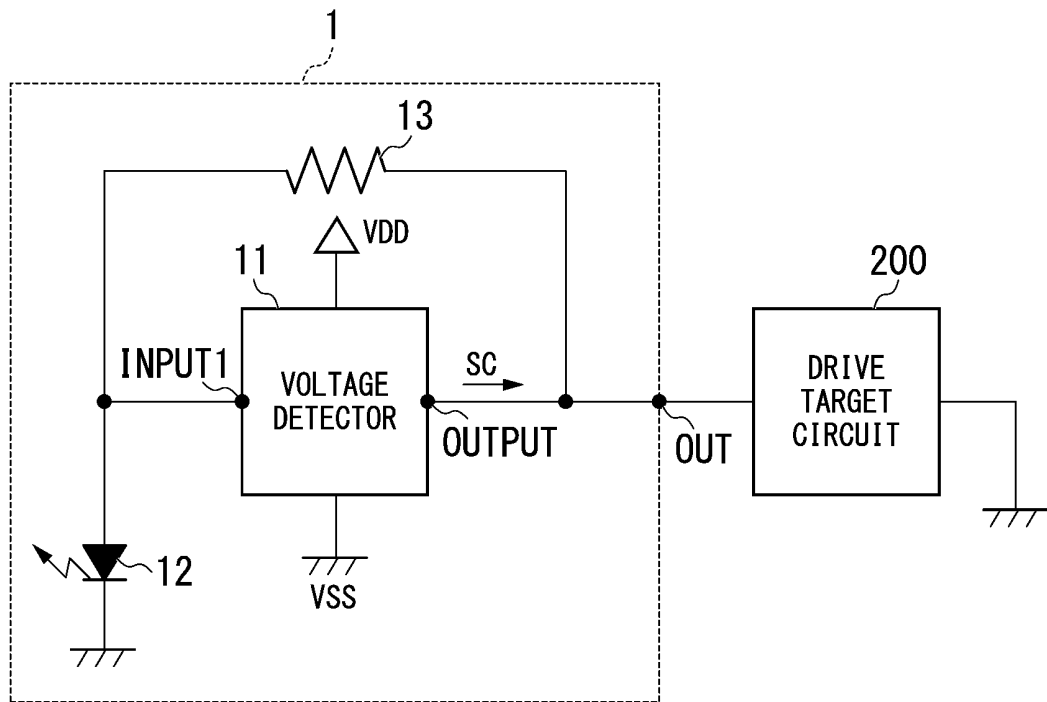 1
13
VDD
11
200
INPUT1
VOLTAGE
DETECTOR
SC
OUTPUT
OUT
DRIVE
TARGET
CIRCUIT
12
VSS